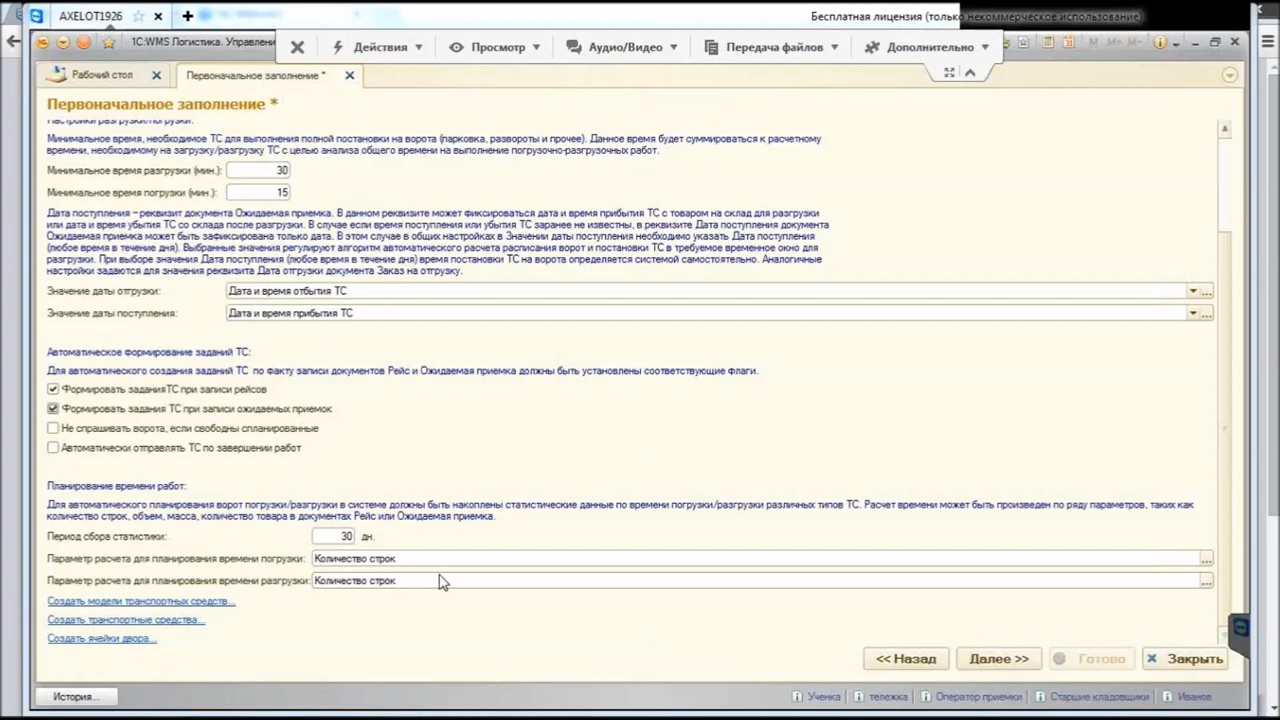 AXELOT1926
Бесплатная лицензия (только некоммерческое использование)
1С:WMS Логистика. Управлени
Действия
Просмотр
Аудио/Видео
Передача файлов
Дополнительно
M M+ M-
Рабочий стол
Первоначальное заполнение *
Первоначальное заполнение *
Настройки разгрузки/погрузки:
Минимальное время, необходимое ТС для выполнения полной постановки на ворота (парковка, развороты и прочее). Данное время будет суммироваться к расчетному
времени, необходимому на загрузку/разгрузку ТС с целью анализа общего времени на выполнение погрузочно-разгрузочных работ.
Минимальное время разгрузки (мин.): 30
Минимальное время погрузки (мин.): 15
Дата поступления – реквизит документа Ожидаемая приемка. В данном реквизите может фиксироваться дата и время прибытия ТС с товаром на склад для разгрузки
или дата и время убытия ТС со склада после разгрузки. В случае если время поступления или убытия ТС заранее не известны, в реквизите Дата поступления документа
Ожидаемая приемка может быть зафиксирована только дата. В этом случае в общих настройках в Значении даты поступления необходимо указать Дата поступления
(любое время в течение дня). Выбранные значения регулируют алгоритм автоматического расчета расписания ворот и постановки ТС в требуемое временное окно для
разгрузки. При выборе значения Дата поступления (любое время в течение дня) время постановки ТС на ворота определяется системой самостоятельно. Аналогичные
настройки задаются для значения реквизита Дата отгрузки документа Заказ на отгрузку.
Значение даты отгрузки: Дата и время отбытия ТС
Значение даты поступления: Дата и время прибытия ТС
Автоматическое формирование заданий ТС:
Для автоматического создания заданий ТС по факту записи документов Рейс и Ожидаемая приемка должны быть установлены соответствующие флаги.
Формировать заданияТС при записи рейсов
Формировать задания ТС при записи ожидаемых приемок
Не спрашивать ворота, если свободны спланированные
Автоматически отправлять ТС по завершении работ
Планирование времени работ:
Для автоматического планирования ворот погрузки/разгрузки в системе должны быть накоплены статистические данные по времени погрузки/разгрузки различных типов ТС. Расчет времени может быть произведен по ряду параметров, таких как
количество строк, объем, масса, количество товара в документах Рейс или Ожидаемая приемка.
Период сбора статистики: 30 дн.
Параметр расчета для планирования времени погрузки: Количество строк
Параметр расчета для планирования времени разгрузки: Количество строк
Создать модели транспортных средств...
Создать транспортные средства...
Создать ячейки двора...
<< Назад
Далее >>
Готово
Закрыть
История...
Ученка
тележка
Оператор приемки
Старшие кладовщики
Иванов